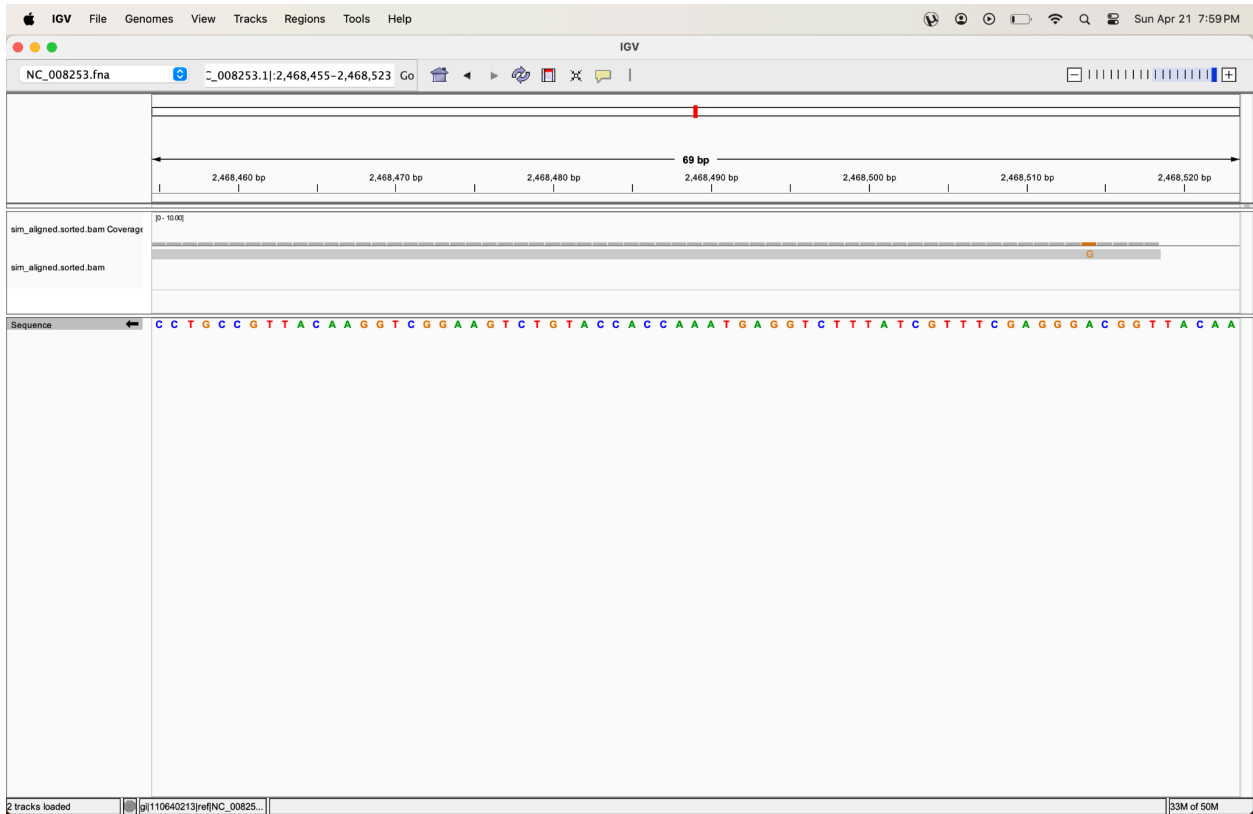 IGV File Genomes View Tracks Regions Tools Help Sun Apr 21 7:59 PM
IGV
NC_008253.fna C_008253.1|:2,468,455-2,468,523 Go
69 bp
2,468,460 bp 2,468,470 bp 2,468,480 bp 2,468,490 bp 2,468,500 bp 2,468,510 bp 2,468,520 bp
[0 - 10.00]
sim_aligned.sorted.bam Coverage
G
sim_aligned.sorted.bam
Sequence C C T G C C G T T A C A A G G T C G G A A G T C T G T A C C A C C A A A T G A G G T C T T T A T C G T T T C G A G G G A C G G T T A C A A
2 tracks loaded gi|110640213|ref|NC_00825... 33M of 50M